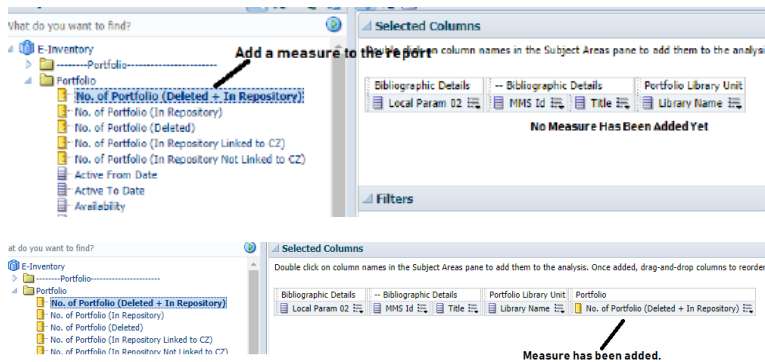 What do you want to find?
E-Inventory
--------Portfolio------------------------
Portfolio
No. of Portfolio (Deleted + In Repository)
No. of Portfolio (In Repository)
No. of Portfolio (Deleted)
No. of Portfolio (In Repository Linked to CZ)
No. of Portfolio (In Repository Not Linked to CZ)
Active From Date
Active To Date
Availability
Add a measure to the report
Selected Columns
Double click on column names in the Subject Areas pane to add them to the analysi
Bibliographic Details
-- Bibliographic Details
Portfolio Library Unit
Local Param 02
MMS Id
Title
Library Name
No Measure Has Been Added Yet
Filters
at do you want to find?
E-Inventory
--------Portfolio------------------------
Portfolio
No. of Portfolio (Deleted + In Repository)
No. of Portfolio (In Repository)
No. of Portfolio (Deleted)
No. of Portfolio (In Repository Linked to CZ)
No. of Portfolio (In Repository Not Linked to CZ)
Selected Columns
Double click on column names in the Subject Areas pane to add them to the analysis. Once added, drag-and-drop columns to reorder
Bibliographic Details
-- Bibliographic Details
Portfolio Library Unit
Portfolio
Local Param 02
MMS Id
Title
Library Name
No. of Portfolio (Deleted + In Repository)
Measure has been added.